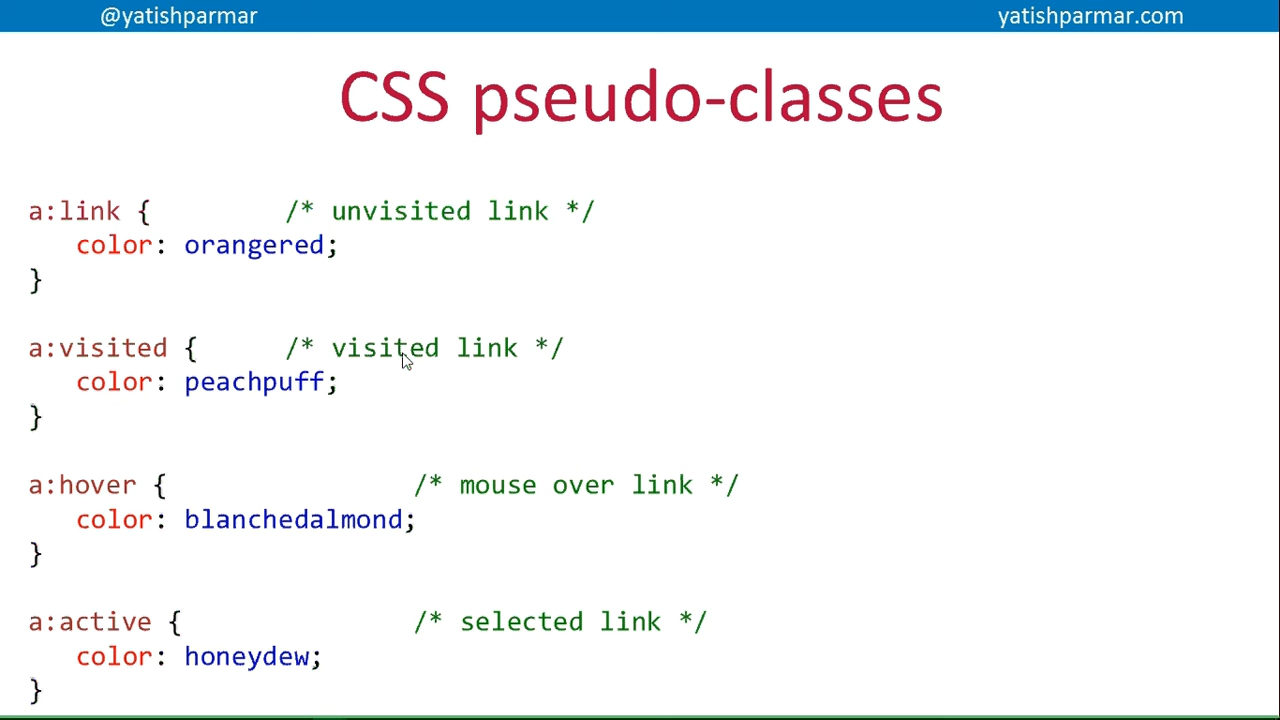 @yatishparmar yatishparmar.com
CSS pseudo-classes
a:link { /* unvisited link */
color: orangered;
}
a:visited { /* visited link */
color: peachpuff;
}
a:hover { /* mouse over link */
color: blanchedalmond;
}
a:active { /* selected link */
color: honeydew;
}